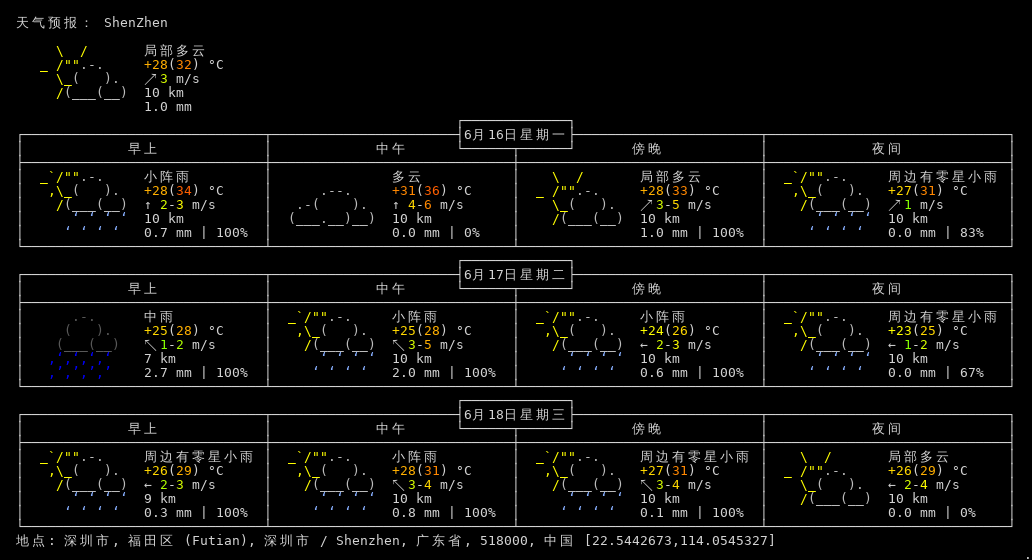 天气预报： ShenZhen
局部多云
+28(32) °C
↗3 m/s
10 km
1.0 mm
6月16日星期一
早上 中午 傍晚 夜间
小阵雨 多云 局部多云 周边有零星小雨
+28(34) °C +31(36) °C +28(33) °C +27(31) °C
↑ 2-3 m/s ↑ 4-6 m/s ↗3-5 m/s ↗1 m/s
10 km 10 km 10 km 10 km
0.7 mm | 100% 0.0 mm | 0% 1.0 mm | 100% 0.0 mm | 83%
6月17日星期二
早上 中午 傍晚 夜间
中雨 小阵雨 小阵雨 周边有零星小雨
+25(28) °C +25(28) °C +24(26) °C +23(25) °C
↖1-2 m/s ↖3-5 m/s ← 2-3 m/s ← 1-2 m/s
7 km 10 km 10 km 10 km
2.7 mm | 100% 2.0 mm | 100% 0.6 mm | 100% 0.0 mm | 67%
6月18日星期三
早上 中午 傍晚 夜间
周边有零星小雨 小阵雨 周边有零星小雨 局部多云
+26(29) °C +28(31) °C +27(31) °C +26(29) °C
← 2-3 m/s ↖3-4 m/s ↖3-4 m/s ← 2-4 m/s
9 km 10 km 10 km 10 km
0.3 mm | 100% 0.8 mm | 100% 0.1 mm | 100% 0.0 mm | 0%
地点: 深圳市, 福田区 (Futian), 深圳市 / Shenzhen, 广东省, 518000, 中国 [22.5442673,114.0545327]